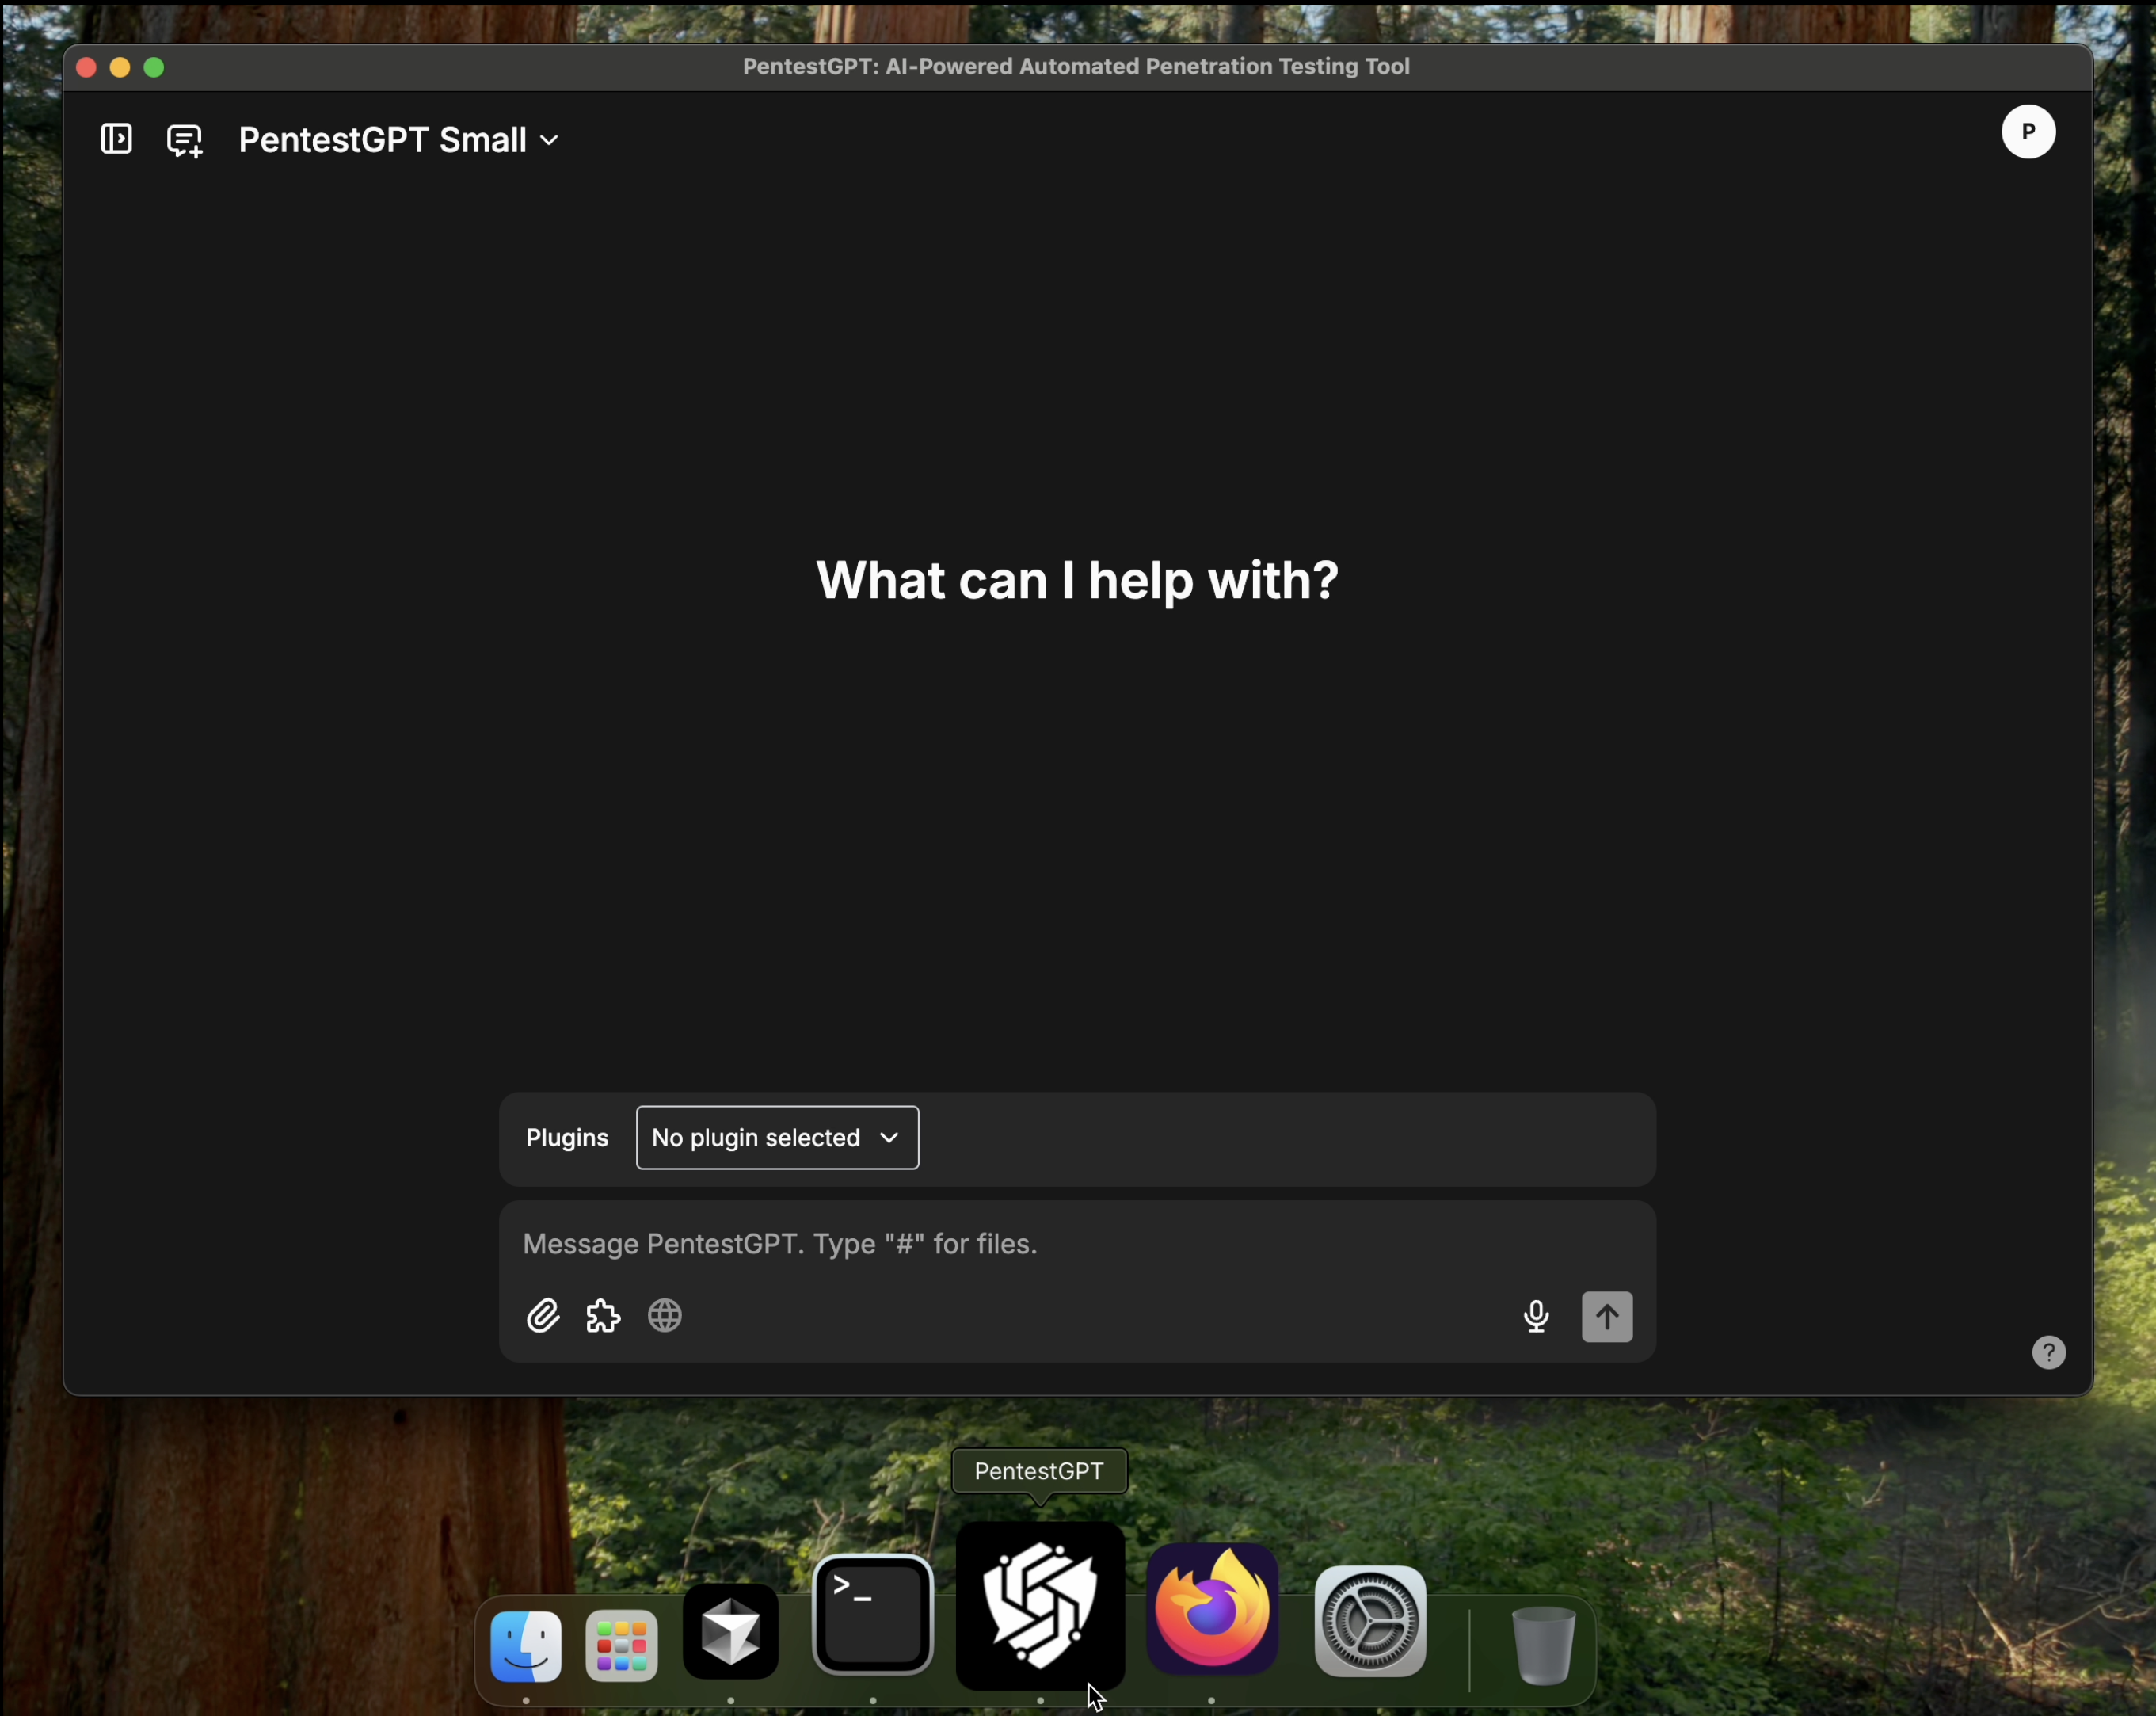 PentestGPT: AI-Powered Automated Penetration Testing Tool
PentestGPT Small
P
What can I help with?
Plugins No plugin selected
Message PentestGPT. Type "#" for files.
?
PentestGPT
>_